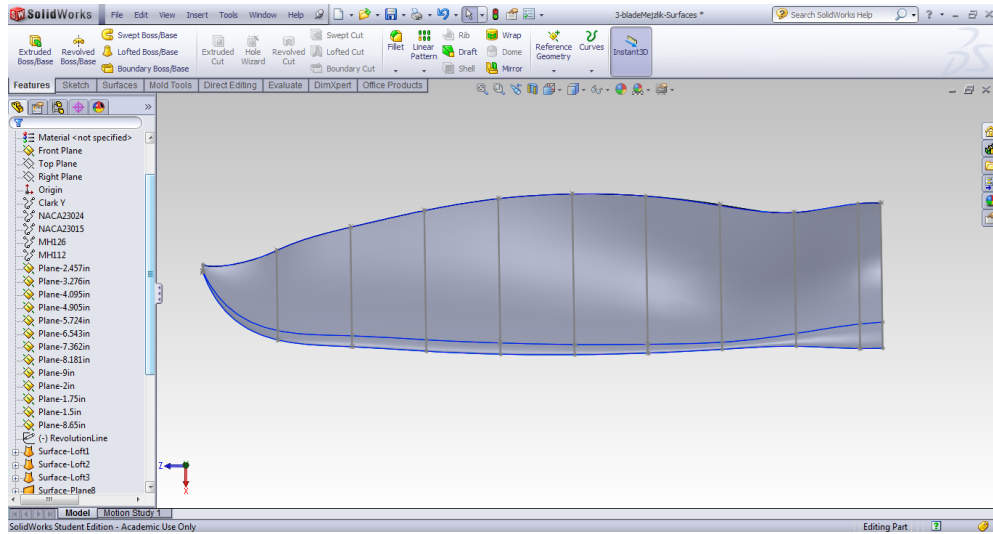 SolidWorks File Edit View Insert Tools Window Help 3-bladeMejzlik-Surfaces * Search SolidWorks Help
Extruded Boss/Base
Revolved Boss/Base
Swept Boss/Base
Lofted Boss/Base
Boundary Boss/Base
Extruded Cut
Hole Wizard
Revolved Cut
Swept Cut
Lofted Cut
Boundary Cut
Fillet
Linear Pattern
Rib
Draft
Shell
Wrap
Dome
Mirror
Reference Geometry
Curves
Instant3D
Features Sketch Surfaces Mold Tools Direct Editing Evaluate DimXpert Office Products
Material <not specified>
Front Plane
Top Plane
Right Plane
Origin
Clark Y
NACA23024
NACA23015
MH126
MH112
Plane-2.457in
Plane-3.276in
Plane-4.095in
Plane-4.905in
Plane-5.724in
Plane-6.543in
Plane-7.362in
Plane-8.181in
Plane-9in
Plane-2in
Plane-1.75in
Plane-1.5in
Plane-8.65in
(-) RevolutionLine
Surface-Loft1
Surface-Loft2
Surface-Loft3
Surface-Plane8
Z
X
Model Motion Study 1
SolidWorks Student Edition - Academic Use Only Editing Part